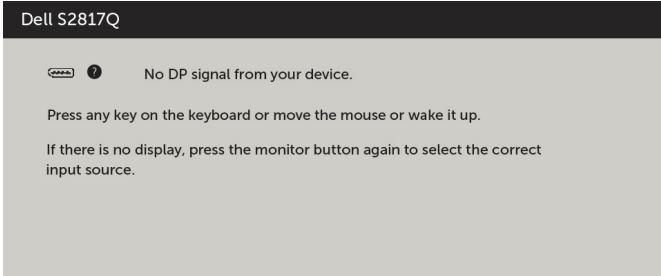 Dell S2817Q
No DP signal from your device.
Press any key on the keyboard or move the mouse or wake it up.
If there is no display, press the monitor button again to select the correct
input source.